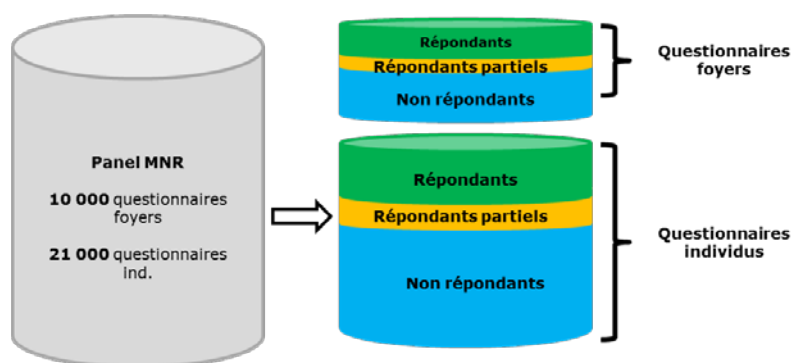 Panel MNR
10 000 questionnaires
foyers
21 000 questionnaires
ind.
Répondants
Répondants partiels
Non répondants
Questionnaires
foyers
Répondants
Répondants partiels
Non répondants
Questionnaires
individus